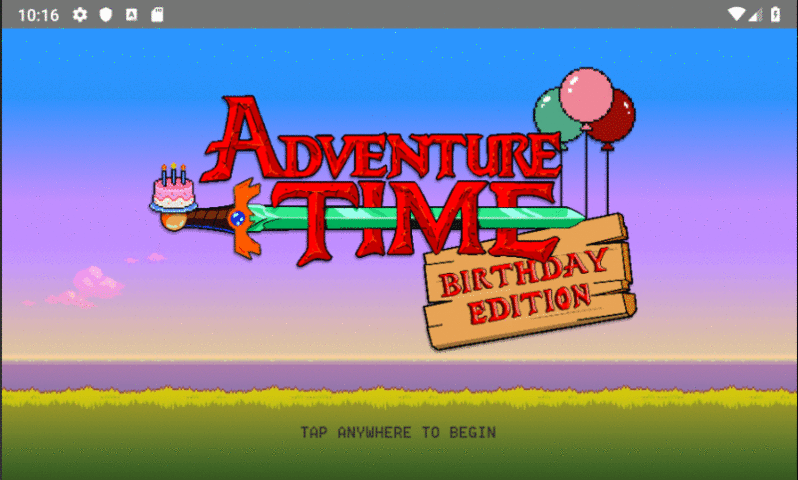 10:16
ADVENTURE
TIME
BIRTHDAY
EDITION
TAP ANYWHERE TO BEGIN